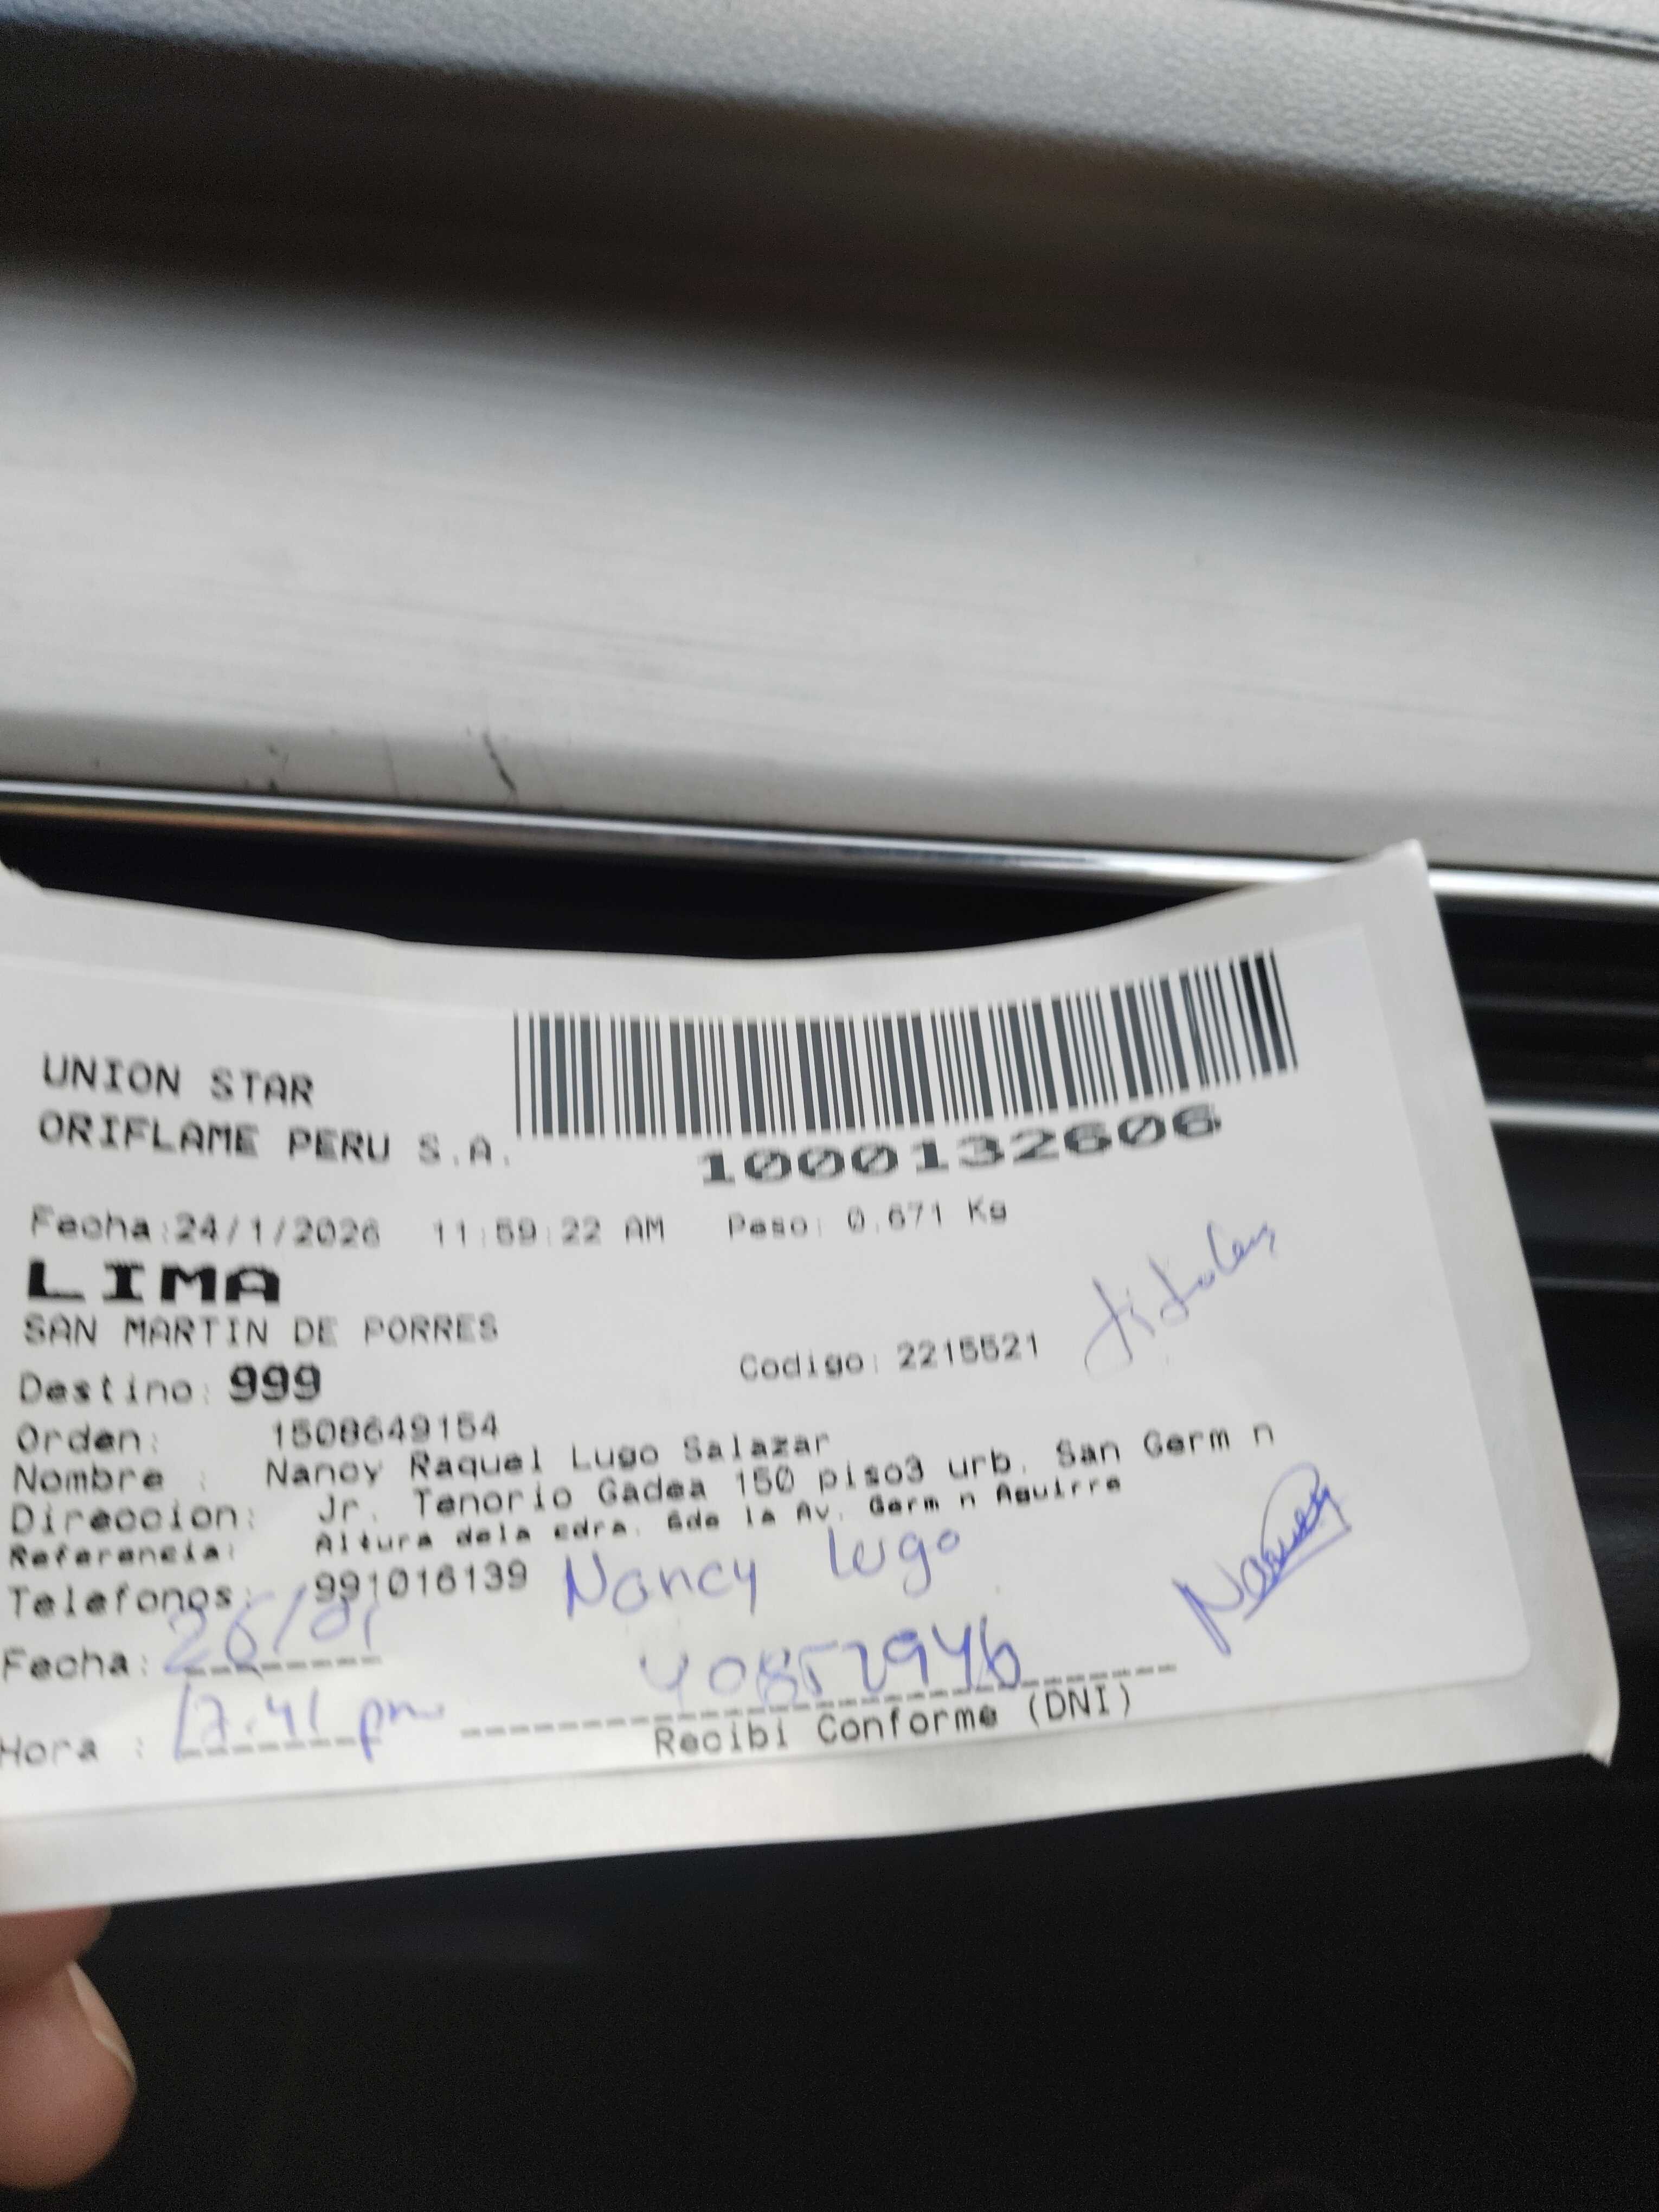 UNION STAR
ORIFLAME PERU S.A.
1000132606
Fecha:24/1/2026 11:59:22 AM Peso: 0.671 Kg
LIMA
SAN MARTIN DE PORRES
Destino: 999 Codigo: 2215521
Orden: 1508649154
Nombre : Nancy Raquel Lugo Salazar
Direccion: Jr. Tenorio Gadea 150 piso3 urb. San Germ n
Referencia: Altura dela cdra. 6de la Av. Germ n Aguirre
Telefonos: 991016139 Nancy Lugo
Fecha: 26/01 40852946
Hora : 12:41 pm
Recibi Conforme (DNI)
Nancy